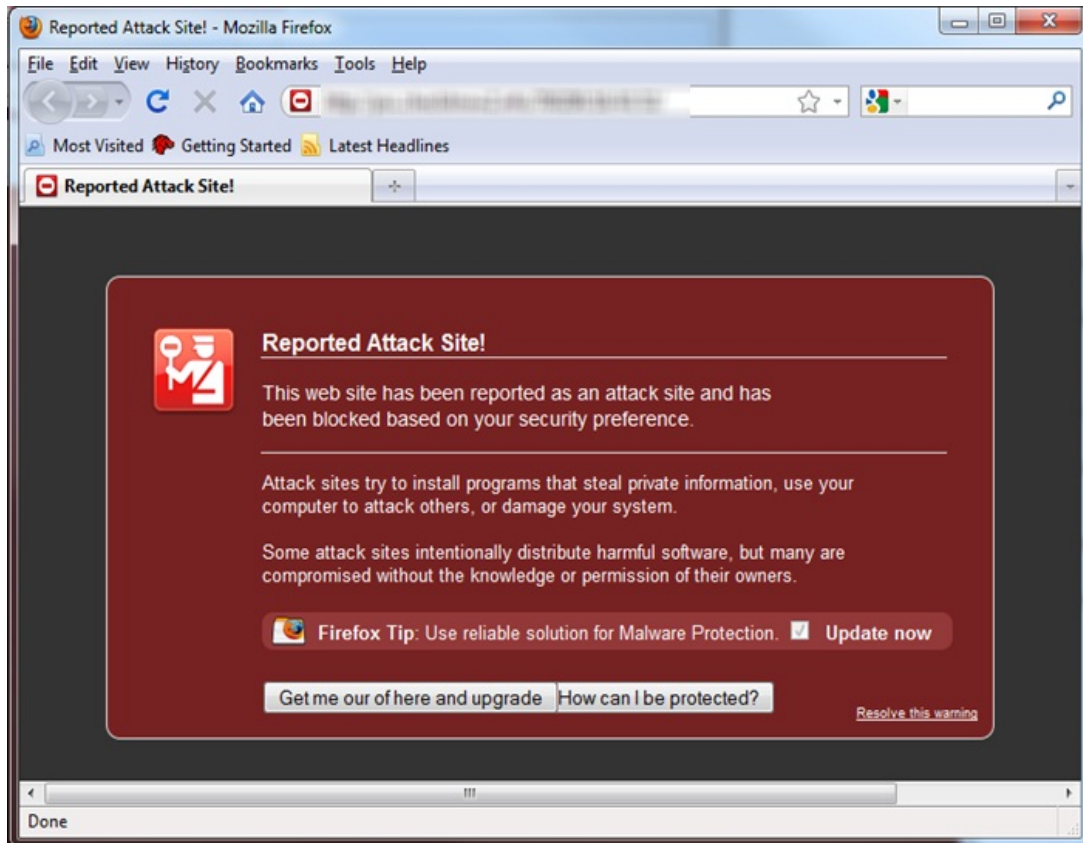 Reported Attack Site! - Mozilla Firefox
File Edit View History Bookmarks Tools Help
Most Visited Getting Started Latest Headlines
Reported Attack Site!
Reported Attack Site!
This web site has been reported as an attack site and has
been blocked based on your security preference.
Attack sites try to install programs that steal private information, use your
computer to attack others, or damage your system.
Some attack sites intentionally distribute harmful software, but many are
compromised without the knowledge or permission of their owners.
Firefox Tip: Use reliable solution for Malware Protection. Update now
Get me our of here and upgrade How can I be protected?
Resolve this warning
Done